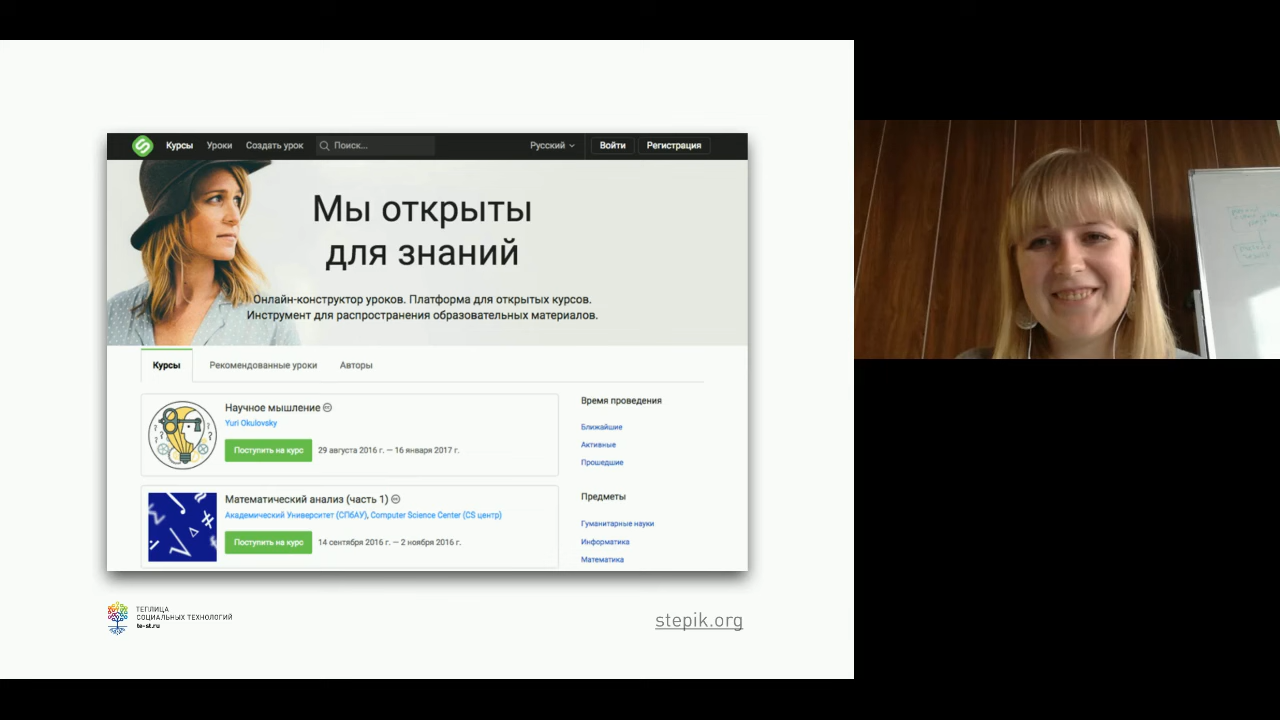 Курсы Уроки Создать урок Поиск... Русский Войти Регистрация
Мы открыты
для знаний
Онлайн-конструктор уроков. Платформа для открытых курсов.
Инструмент для распространения образовательных материалов.
Курсы Рекомендованные уроки Авторы
Научное мышление
Yuri Okulovsky
Поступить на курс 29 августа 2016 г. — 16 января 2017 г.
Математический анализ (часть 1)
Академический Университет (СПбАУ), Computer Science Center (CS центр)
Поступить на курс 14 сентября 2016 г. — 2 ноября 2016 г.
Время проведения
Ближайшие
Активные
Прошедшие
Предметы
Гуманитарные науки
Информатика
Математика
ТЕПЛИЦА
СОЦИАЛЬНЫХ ТЕХНОЛОГИЙ
te-st.ru
stepik.org